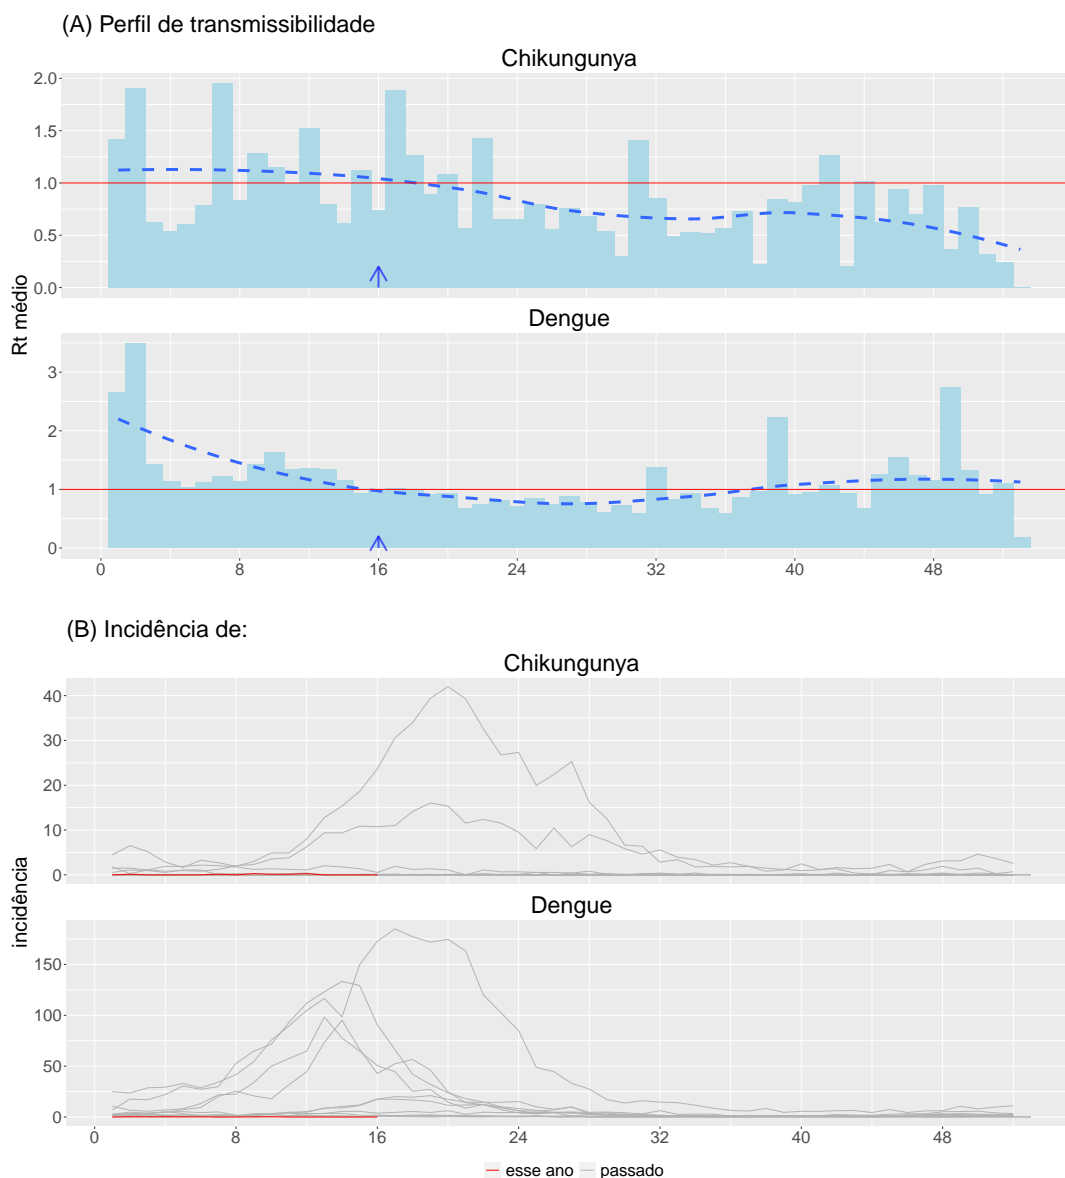 (A) Perfil de transmissibilidade
Chikungunya
2.0
1.5
1.0
0.5
0.0
Rt médio
Dengue
3
2
1
0
0 8 16 24 32 40 48
(B) Incidência de:
Chikungunya
40
30
20
10
0
incidência
Dengue
150
100
50
0
0 8 16 24 32 40 48
esse ano passado